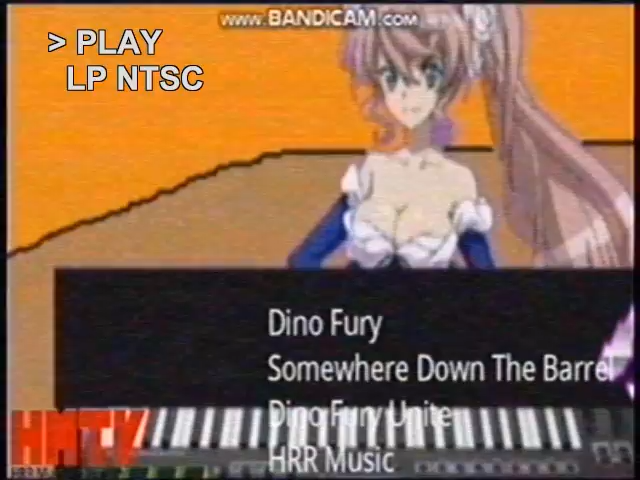 www.BANDICAM.com
> PLAY
LP NTSC
Dino Fury
Somewhere Down The Barrel
Dino Fury Unite
HRR Music
HMTV